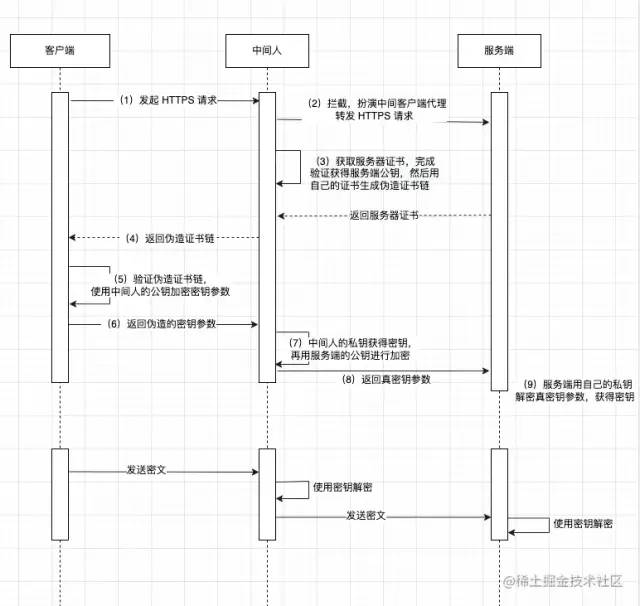 客户端
中间人
服务端
（1）发起 HTTPS 请求
（2）拦截，扮演中间客户端代理
转发 HTTPS 请求
（3）获取服务器证书，完成
验证获得服务端公钥，然后用
自己的证书生成伪造证书链
返回服务器证书
（4）返回伪造证书链
（5）验证伪造证书链，
使用中间人的公钥加密密钥参数
（6）返回伪造的密钥参数
（7）中间人的私钥获得密钥，
再用服务端的公钥进行加密
（8）返回真密钥参数
（9）服务端用自己的私钥
解密真密钥参数，获得密钥
发送密文
使用密钥解密
发送密文
使用密钥解密
@稀土掘金技术社区